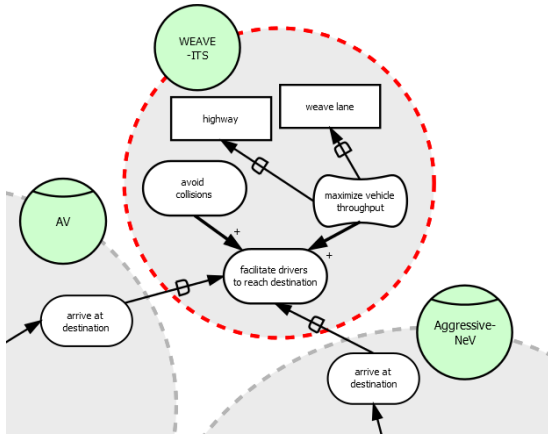 WEAVE
-ITS
weave lane
highway
avoid
collisions
maximize vehicle
throughput
AV
+
+
facilitate drivers
to reach destination
arrive at
destination
Aggressive-
NeV
arrive at
destination